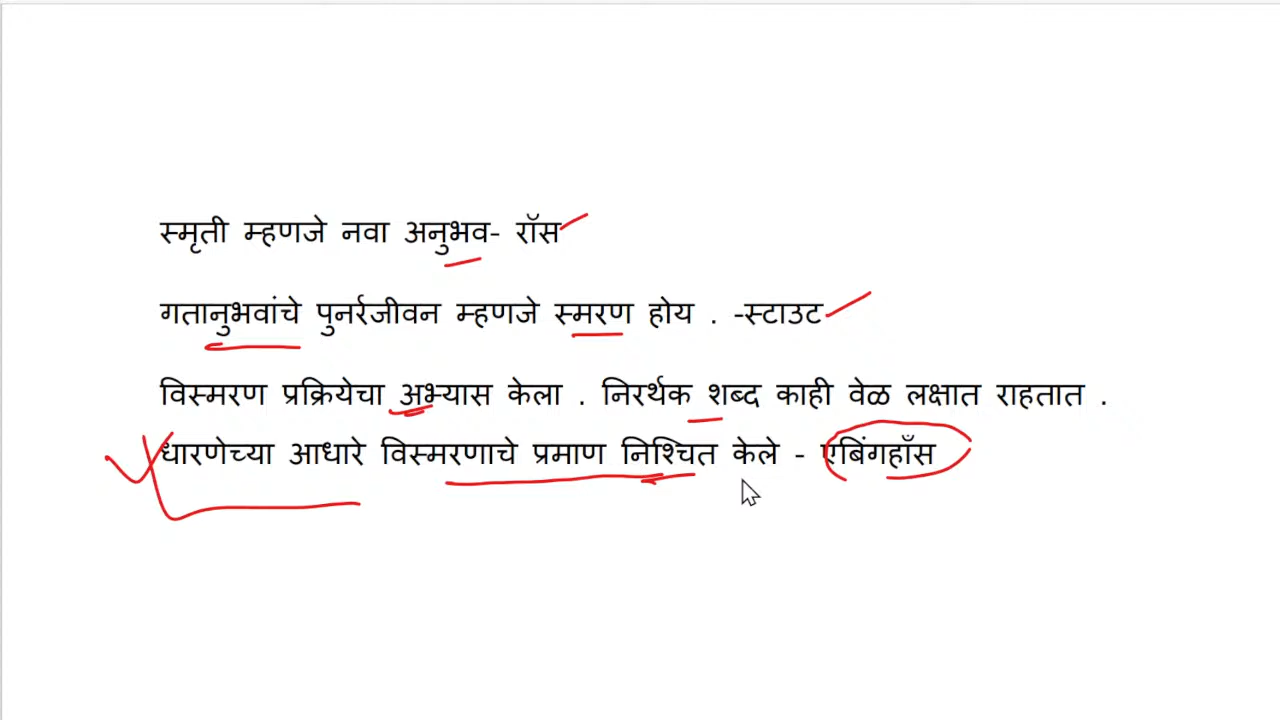 स्मृती म्हणजे नवा अनुभव- रॉस
गतानुभवांचे पुनर्रजीवन म्हणजे स्मरण होय . -स्टाउट
विस्मरण प्रक्रियेचा अभ्यास केला . निरर्थक शब्द काही वेळ लक्षात राहतात .
धारणेच्या आधारे विस्मरणाचे प्रमाण निश्चित केले - एबिंगहाँस